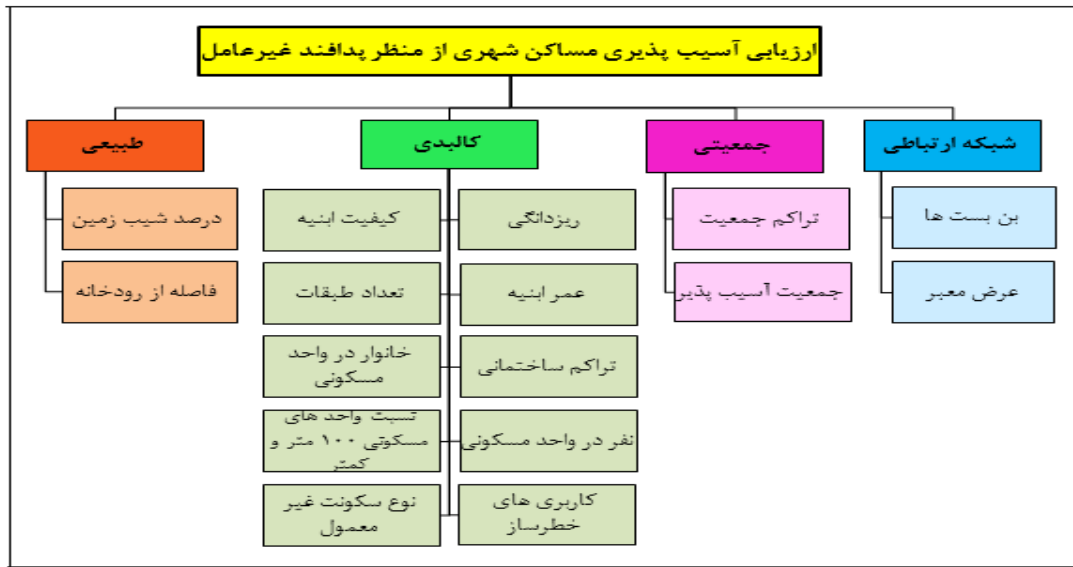 ارزیابی آسیب پذیری مساکن شهری از منظر پدافند غیرعامل
شبکه ارتباطی
بن بست ها
عرض معبر
جمعیتی
تراکم جمعیت
جمعیت آسیب پذیر
کالبدی
ریزدانگی
کیفیت ابنیه
عمر ابنیه
تعداد طبقات
تراکم ساختمانی
خانوار در واحد
مسکونی
نفر در واحد مسکونی
تسبت واحد های
مسکوتی ۱۰۰ متر و
کمتر
کاربری های
خطرساز
نوع سکونت غیر
معمول
طبیعی
درصد شیب زمین
فاصله از رودخانه